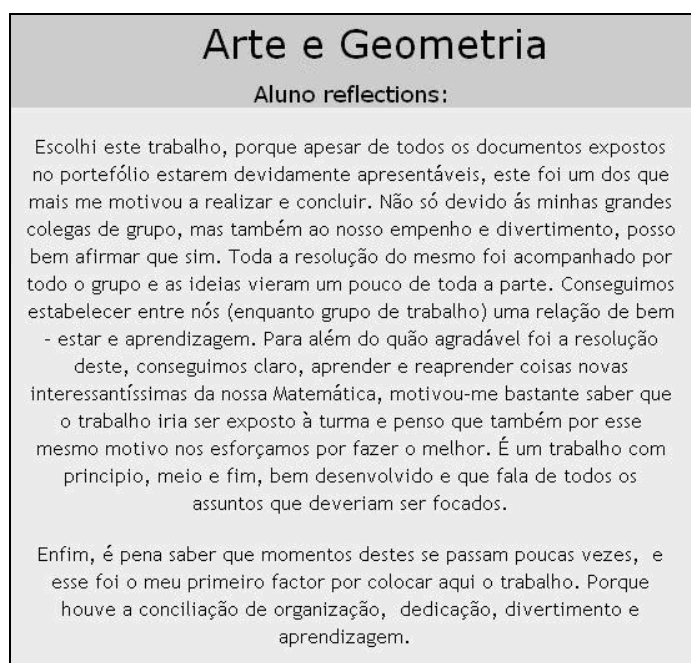 Arte e Geometria
Aluno reflections:
Escolhi este trabalho, porque apesar de todos os documentos expostos
no portefólio estarem devidamente apresentáveis, este foi um dos que
mais me motivou a realizar e concluir. Não só devido ás minhas grandes
colegas de grupo, mas também ao nosso empenho e divertimento, posso
bem afirmar que sim. Toda a resolução do mesmo foi acompanhado por
todo o grupo e as ideias vieram um pouco de toda a parte. Conseguimos
estabelecer entre nós (enquanto grupo de trabalho) uma relação de bem
- estar e aprendizagem. Para além do quão agradável foi a resolução
deste, conseguimos claro, aprender e reaprender coisas novas
interessantíssimas da nossa Matemática, motivou-me bastante saber que
o trabalho iria ser exposto à turma e penso que também por esse
mesmo motivo nos esforçamos por fazer o melhor. É um trabalho com
principio, meio e fim, bem desenvolvido e que fala de todos os
assuntos que deveriam ser focados.
Enfim, é pena saber que momentos destes se passam poucas vezes, e
esse foi o meu primeiro factor por colocar aqui o trabalho. Porque
houve a conciliação de organização, dedicação, divertimento e
aprendizagem.